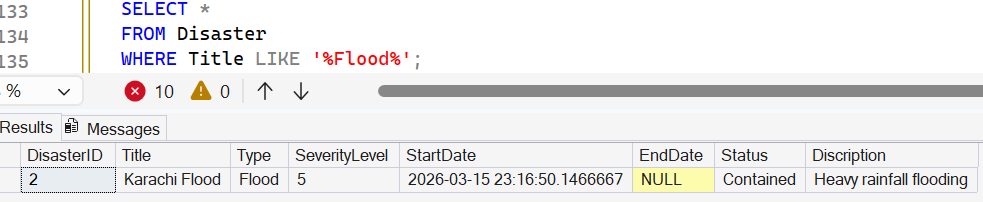 133 SELECT *
134 FROM Disaster
135 WHERE Title LIKE '%Flood%';
% 10 0
Results Messages
DisasterID Title Type SeverityLevel StartDate EndDate Status Discription
2 Karachi Flood Flood 5 2026-03-15 23:16:50.1466667 NULL Contained Heavy rainfall flooding